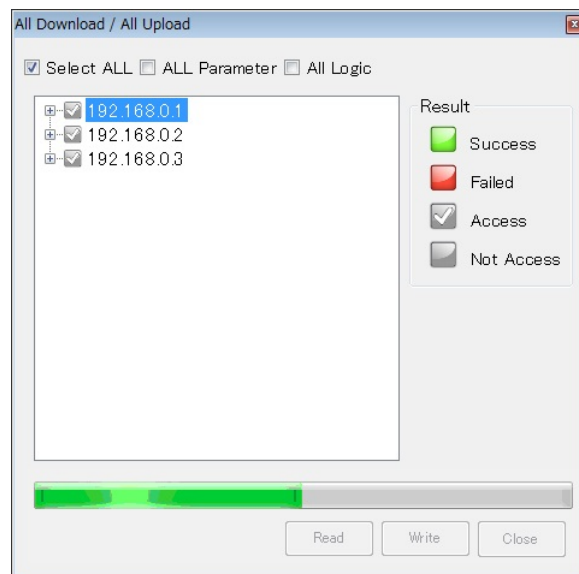 All Download / All Upload
Select ALL ALL Parameter All Logic
192.168.0.1
192.168.0.2
192.168.0.3
Result
Success
Failed
Access
Not Access
Read Write Close